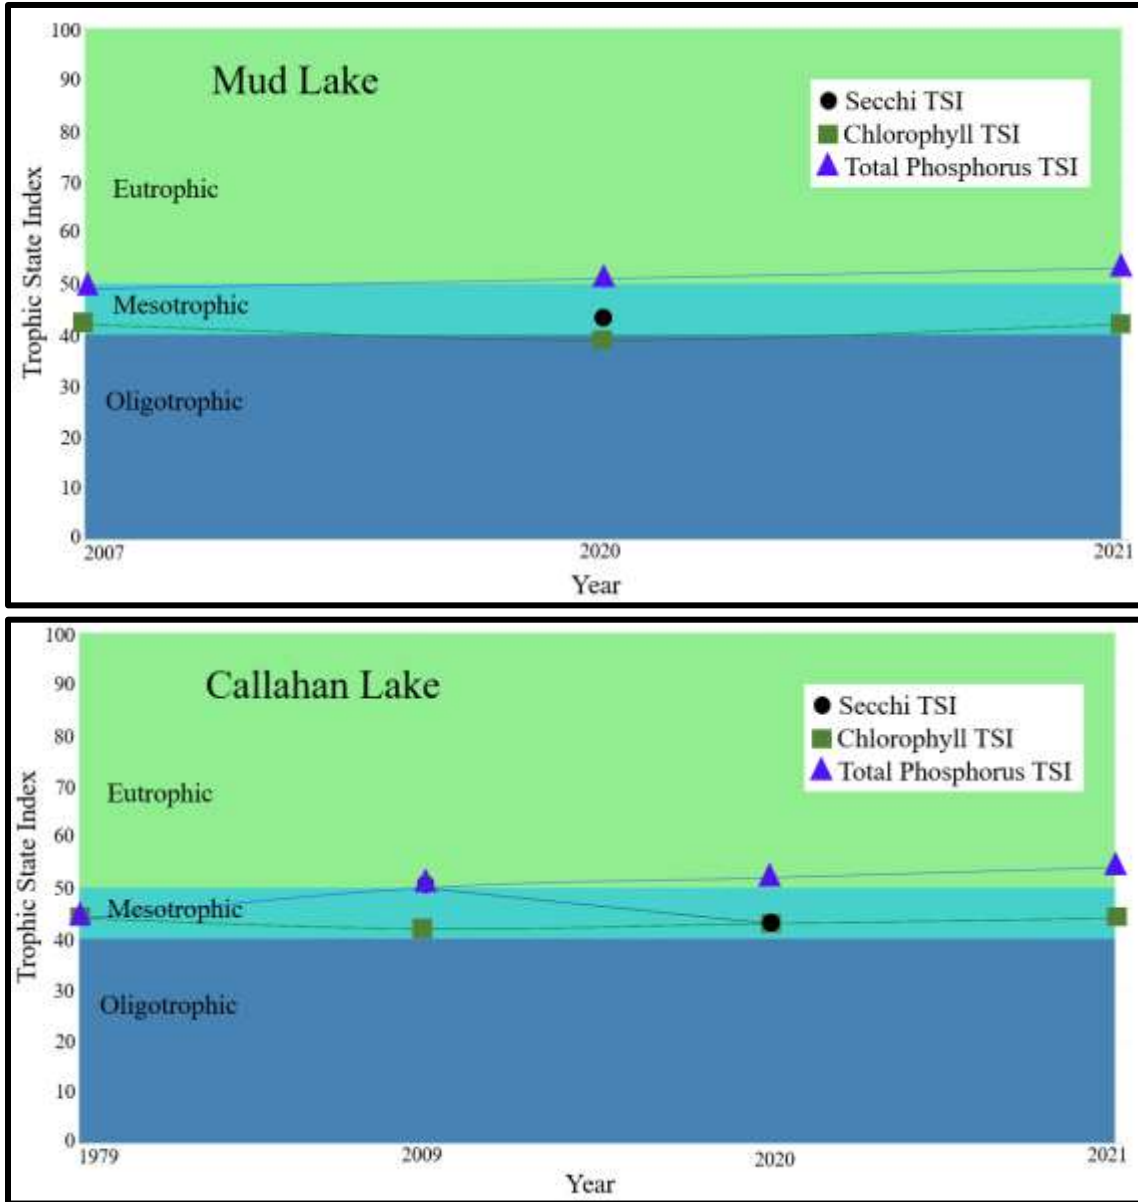 Mud Lake
Secchi TSI
Chlorophyll TSI
Total Phosphorus TSI
Trophic State Index
100
90
80
70
60
50
40
30
20
10
0
Eutrophic
Mesotrophic
Oligotrophic
2007 2020 2021
Year
Callahan Lake
Secchi TSI
Chlorophyll TSI
Total Phosphorus TSI
Trophic State Index
100
90
80
70
60
50
40
30
20
10
0
Eutrophic
Mesotrophic
Oligotrophic
1979 2009 2020 2021
Year